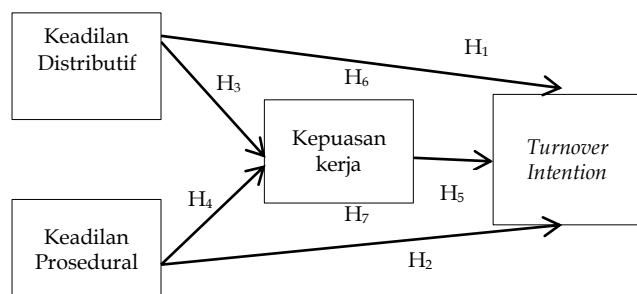 Keadilan
Distributif
H₁
H₆
H₃
Kepuasan
kerja
Turnover
Intention
H₄
H₅
H₇
Keadilan
Prosedural
H₂